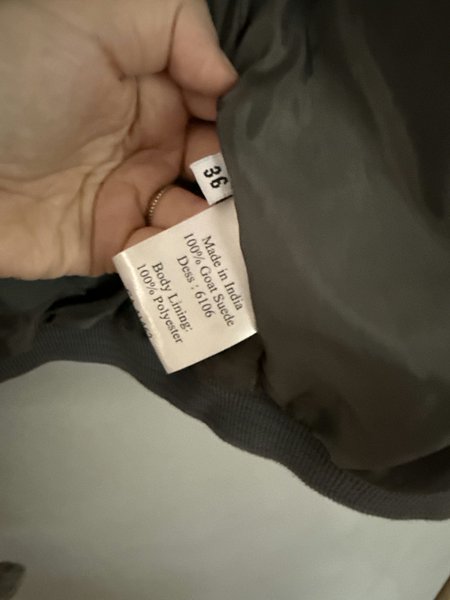 36
Made in India
100% Goat Suede
Dess : 6106
Body Lining:
100% Polyester